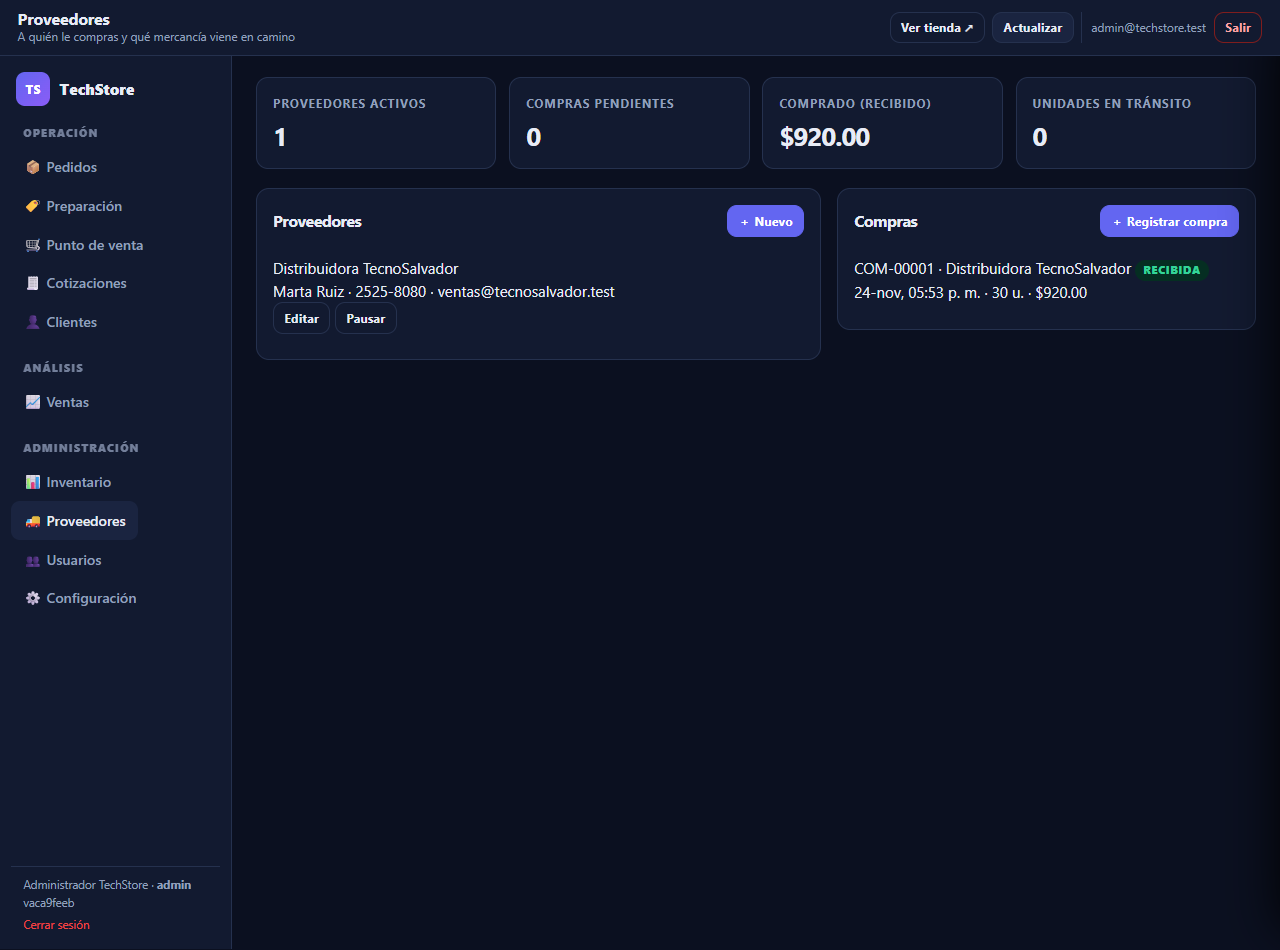 Proveedores
A quién le compras y qué mercancía viene en camino
Ver tienda ↗
Actualizar
admin@techstore.test
Salir
TS
TechStore
OPERACIÓN
Pedidos
Preparación
Punto de venta
Cotizaciones
Clientes
ANÁLISIS
Ventas
ADMINISTRACIÓN
Inventario
Proveedores
Usuarios
Configuración
Administrador TechStore · admin
vaca9feeb
Cerrar sesión
PROVEEDORES ACTIVOS
1
COMPRAS PENDIENTES
0
COMPRADO (RECIBIDO)
$920.00
UNIDADES EN TRÁNSITO
0
Proveedores
+ Nuevo
Distribuidora TecnoSalvador
Marta Ruiz · 2525-8080 · ventas@tecnosalvador.test
Editar
Pausar
Compras
+ Registrar compra
COM-00001 · Distribuidora TecnoSalvador RECIBIDA
24-nov, 05:53 p. m. · 30 u. · $920.00